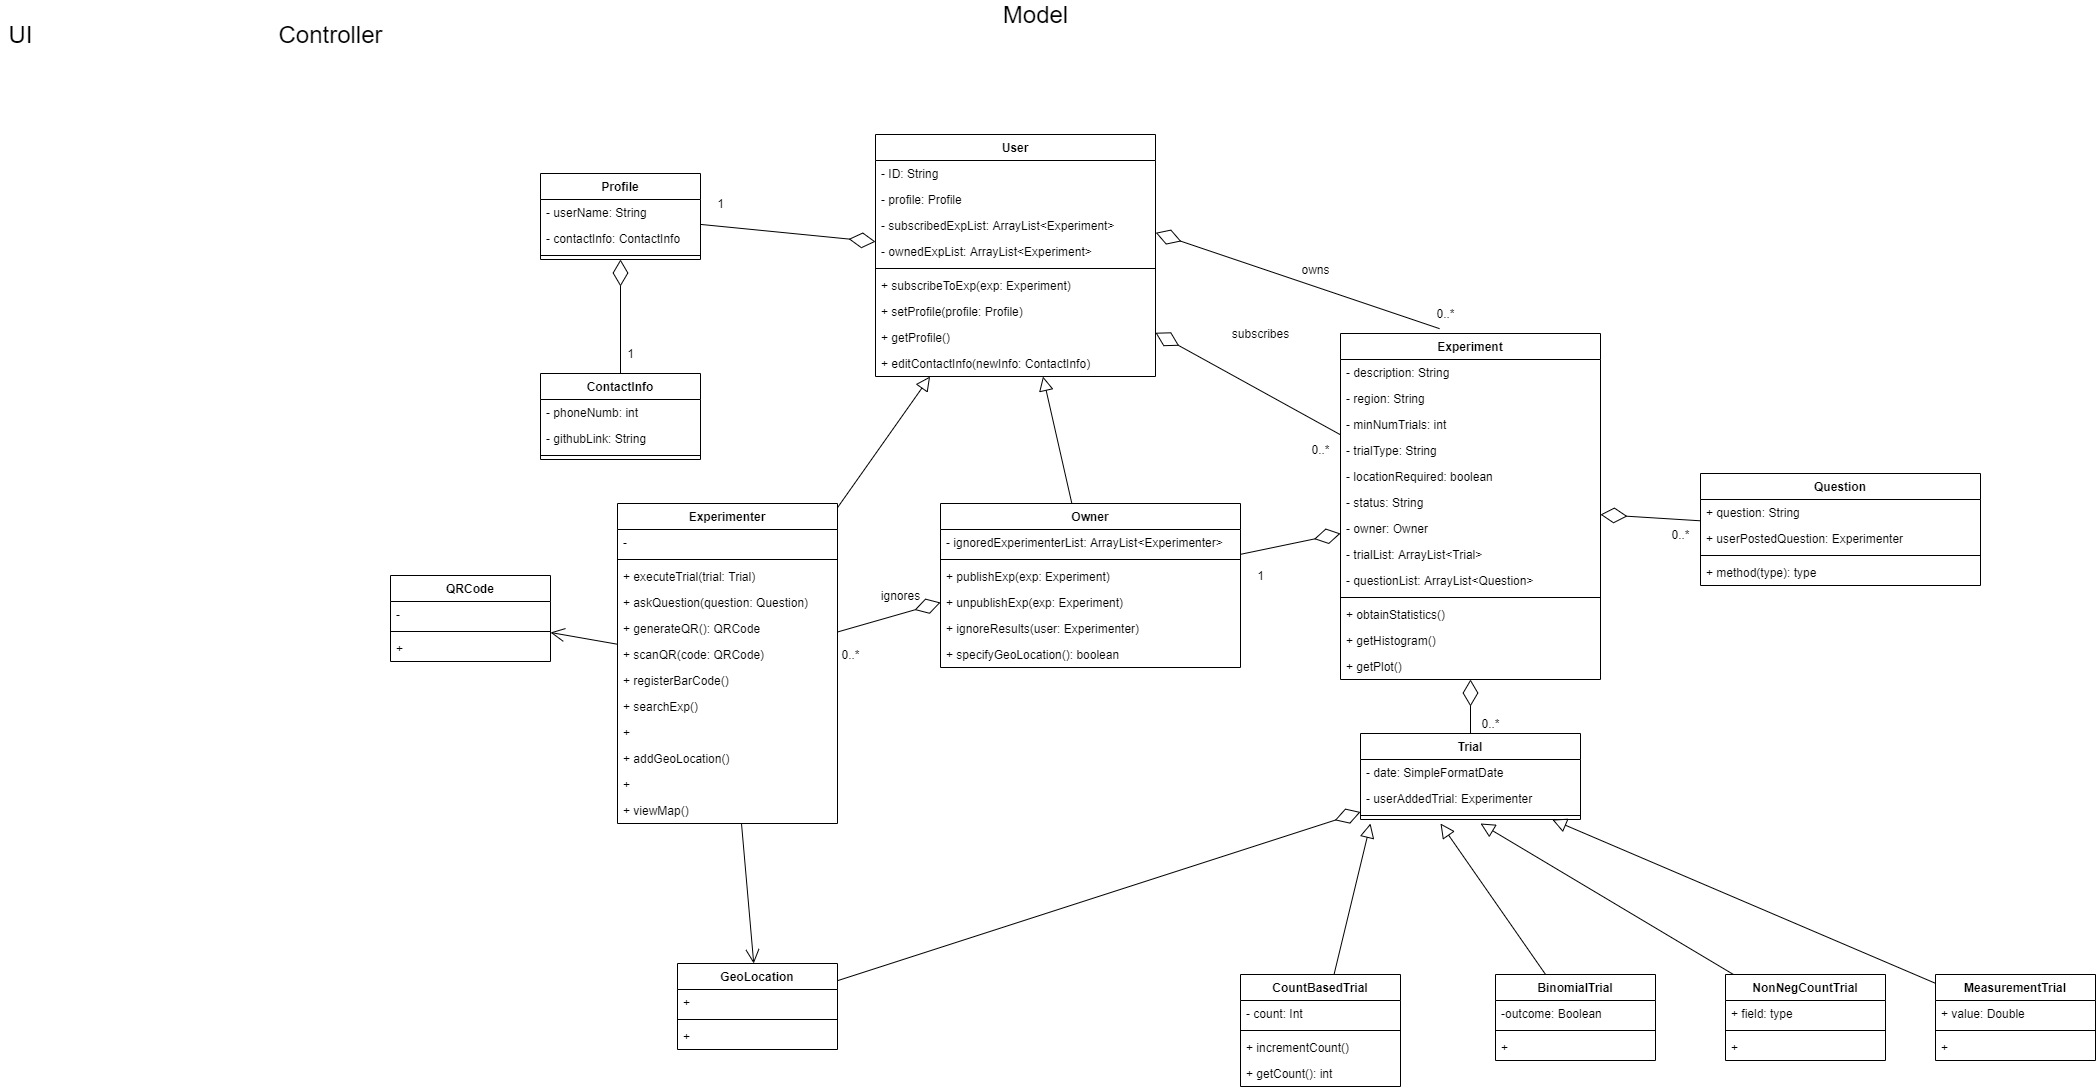 Model
UI
Controller
User
- ID: String
- profile: Profile
- subscribedExpList: ArrayList<Experiment>
- ownedExpList: ArrayList<Experiment>
+ subscribeToExp(exp: Experiment)
+ setProfile(profile: Profile)
+ getProfile()
+ editContactInfo(newInfo: ContactInfo)
Profile
- userName: String
- contactInfo: ContactInfo
1
1
ContactInfo
- phoneNumb: int
- githubLink: String
owns
0..*
subscribes
0..*
Experiment
- description: String
- region: String
- minNumTrials: int
- trialType: String
- locationRequired: boolean
- status: String
- owner: Owner
- trialList: ArrayList<Trial>
- questionList: ArrayList<Question>
+ obtainStatistics()
+ getHistogram()
+ getPlot()
Question
+ question: String
+ userPostedQuestion: Experimenter
+ method(type): type
0..*
Experimenter
-
+ executeTrial(trial: Trial)
+ askQuestion(question: Question)
+ generateQR(): QRCode
+ scanQR(code: QRCode)
+ registerBarCode()
+ searchExp()
+
+ addGeoLocation()
+
+ viewMap()
Owner
- ignoredExperimenterList: ArrayList<Experimenter>
+ publishExp(exp: Experiment)
+ unpublishExp(exp: Experiment)
+ ignoreResults(user: Experimenter)
+ specifyGeoLocation(): boolean
1
ignores
0..*
QRCode
-
+
0..*
Trial
- date: SimpleFormatDate
- userAddedTrial: Experimenter
GeoLocation
+
+
CountBasedTrial
- count: Int
+ incrementCount()
+ getCount(): int
BinomialTrial
-outcome: Boolean
+
NonNegCountTrial
+ field: type
+
MeasurementTrial
+ value: Double
+